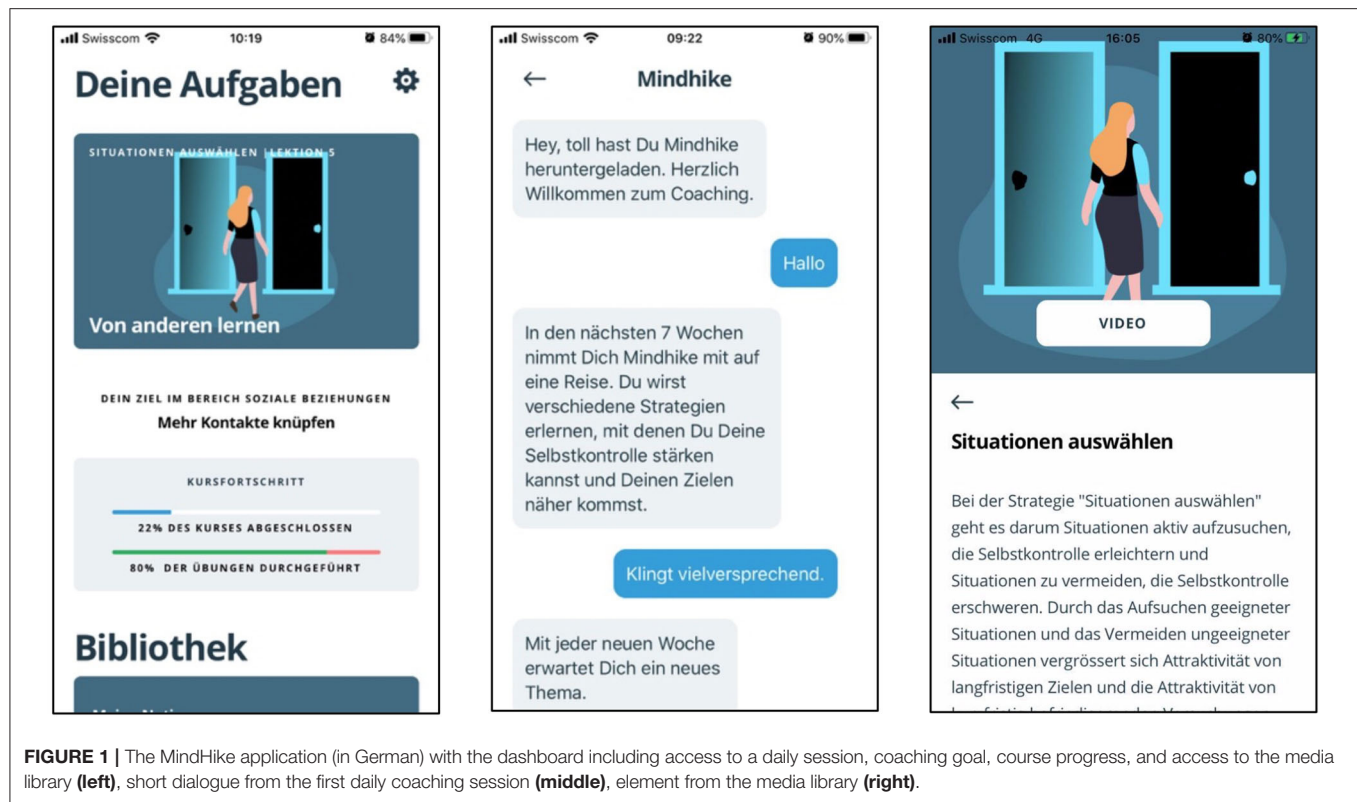 Swisscom 10:19 84%
Deine Aufgaben
SITUATIONEN AUSWÄHLEN | LEKTION 5
Von anderen lernen
DEIN ZIEL IM BEREICH SOZIALE BEZIEHUNGEN
Mehr Kontakte knüpfen
KURSFORTSCHRITT
22% DES KURSES ABGESCHLOSSEN
80% DER ÜBUNGEN DURCHGEFÜHRT
Bibliothek
Swisscom 09:22 90%
← Mindhike
Hey, toll hast Du Mindhike
heruntergeladen. Herzlich
Willkommen zum Coaching.
Hallo
In den nächsten 7 Wochen
nimmt Dich Mindhike mit auf
eine Reise. Du wirst
verschiedene Strategien
erlernen, mit denen Du Deine
Selbstkontrolle stärken
kannst und Deinen Zielen
näher kommst.
Klingt vielversprechend.
Mit jeder neuen Woche
erwartet Dich ein neues
Thema.
Swisscom 4G 16:05 80%
VIDEO
←
Situationen auswählen
Bei der Strategie "Situationen auswählen"
geht es darum Situationen aktiv aufzusuchen,
die Selbstkontrolle erleichtern und
Situationen zu vermeiden, die Selbstkontrolle
erschweren. Durch das Aufsuchen geeigneter
Situationen und das Vermeiden ungeeigneter
Situationen vergrössert sich Attraktivität von
langfristigen Zielen und die Attraktivität von
FIGURE 1 | The MindHike application (in German) with the dashboard including access to a daily session, coaching goal, course progress, and access to the media
library (left), short dialogue from the first daily coaching session (middle), element from the media library (right).